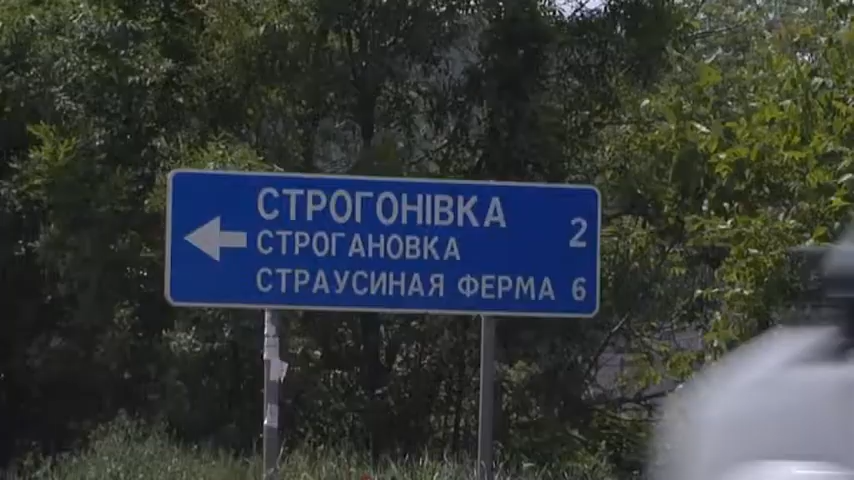 СТРОГОНІВКА 2
СТРОГАНОВКА
СТРАУСИНАЯ ФЕРМА 6